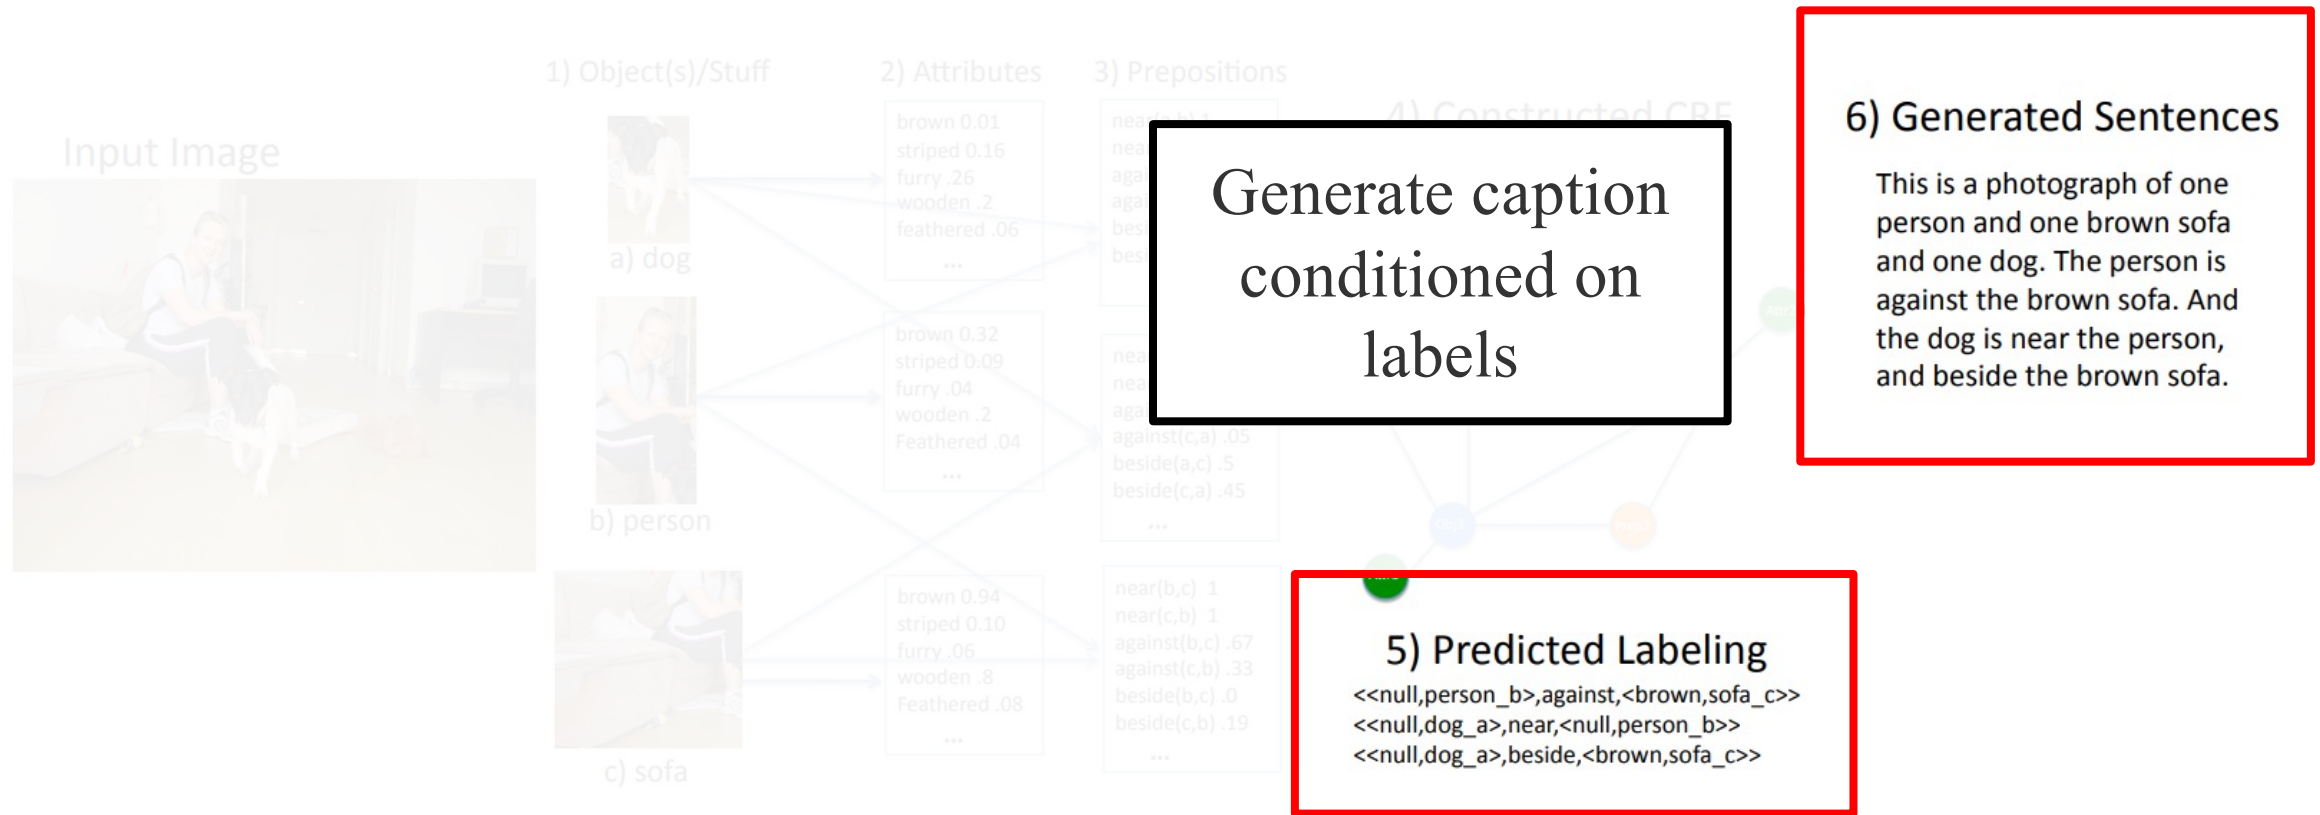 Input Image
1) Object(s)/Stuff
a) dog
b) person
c) sofa
2) Attributes
brown 0.01
striped 0.16
furry .26
wooden .2
feathered .06
...
brown 0.32
striped 0.09
furry .04
wooden .2
Feathered .04
...
brown 0.94
striped 0.10
furry .06
wooden .8
Feathered .08
...
3) Prepositions
against(c,a) .05
beside(a,c) .5
beside(c,a) .45
...
near(b,c) 1
near(c,b) 1
against(b,c) .67
against(c,b) .33
beside(b,c) .0
beside(c,b) .19
...
4) Constructed CRF
Generate caption
conditioned on
labels
5) Predicted Labeling
<<null,person_b>,against,<brown,sofa_c>>
<<null,dog_a>,near,<null,person_b>>
<<null,dog_a>,beside,<brown,sofa_c>>
6) Generated Sentences
This is a photograph of one
person and one brown sofa
and one dog. The person is
against the brown sofa. And
the dog is near the person,
and beside the brown sofa.